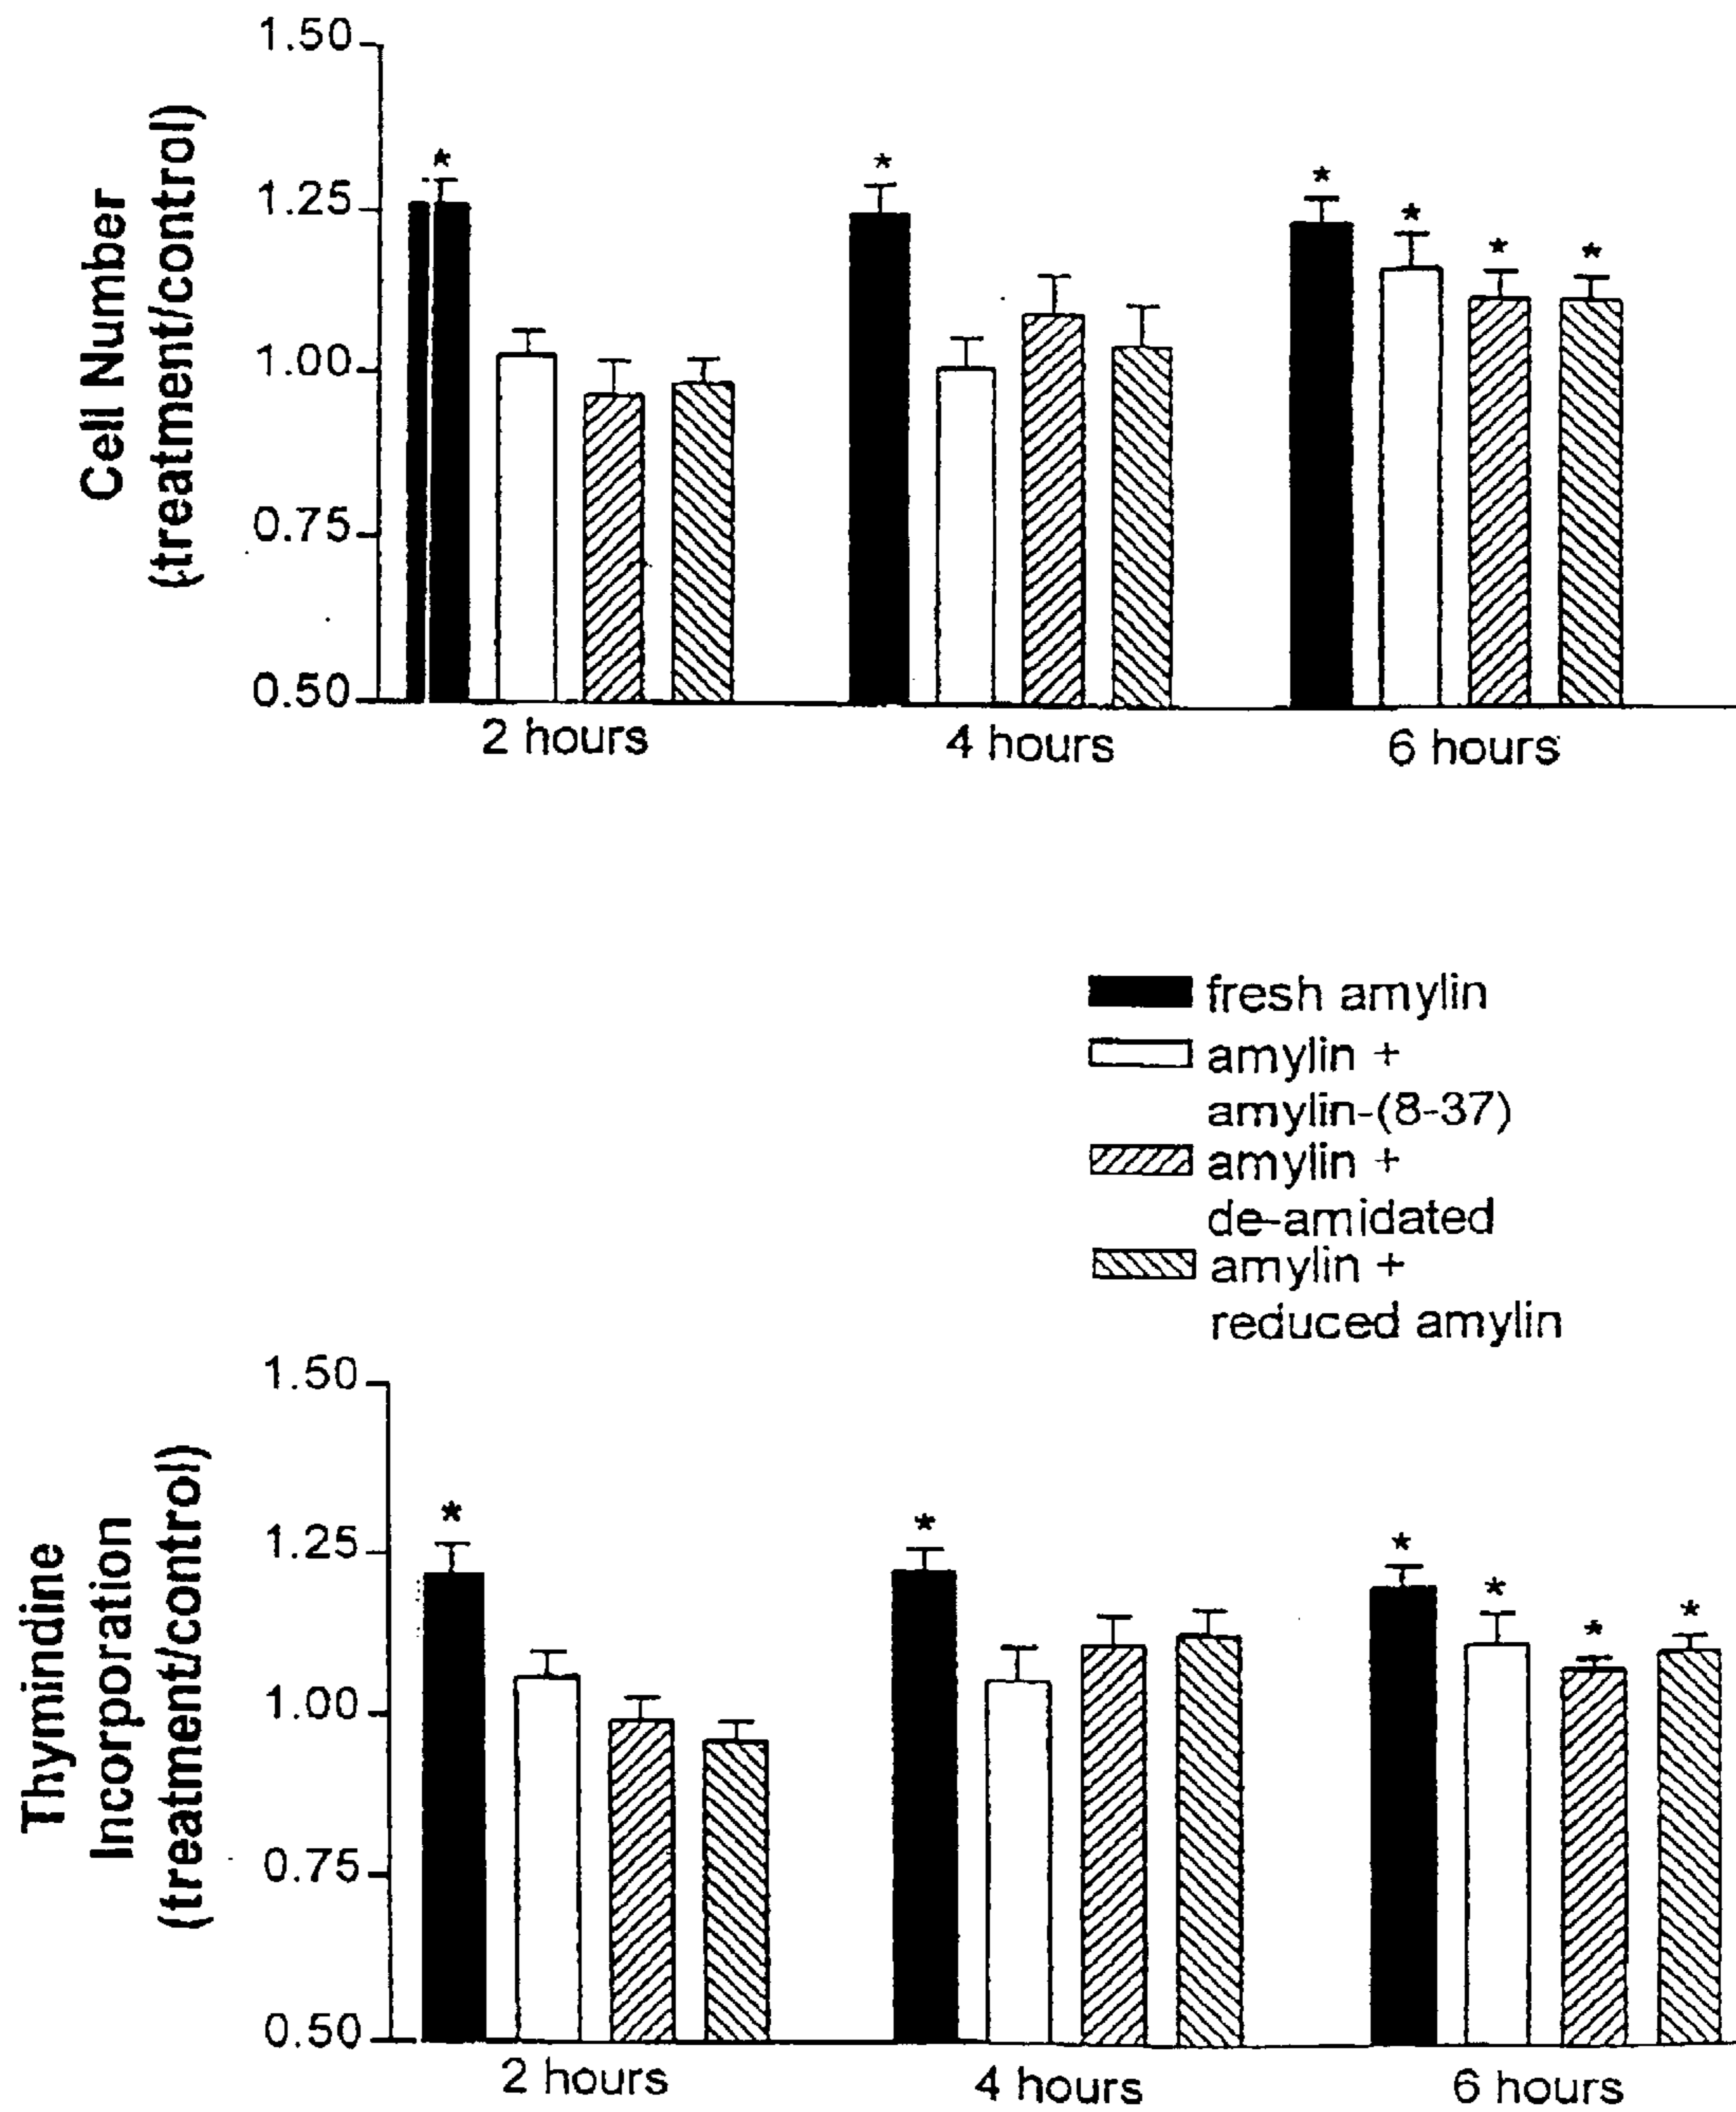 Cell Number
(treatment/control)
1.50
1.25
1.00
0.75
0.50
* * * * * *
2 hours 4 hours 6 hours
fresh amylin
amylin +
amylin-(8-37)
amylin +
de-amidated
amylin +
reduced amylin
Thymindine
Incorporation
(treatment/control)
1.50
1.25
1.00
0.75
0.50
* * * * * *
2 hours 4 hours 6 hours